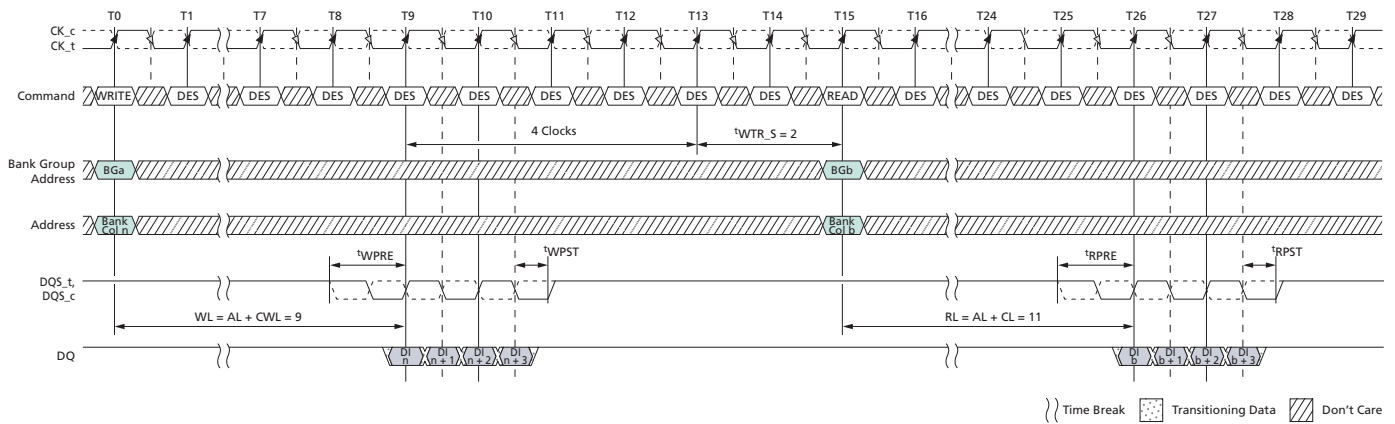 T0 T1 T7 T8 T9 T10 T11 T12 T13 T14 T15 T16 T24 T25 T26 T27 T28 T29
CK_c
CK_t
Command WRITE DES DES DES DES DES DES DES DES DES READ DES DES DES DES DES DES DES
4 Clocks tWTR_S = 2
Bank Group
Address BGa BGb
Address Bank
Col n Bank
Col b
tWPRE tWPST tRPRE tRPST
DQS_t,
DQS_c
WL = AL + CWL = 9 RL = AL + CL = 11
DQ DI
n DI
n + 1 DI
n + 2 DI
n + 3 DI
b DI
b + 1 DI
b + 2 DI
b + 3
Time Break Transitioning Data Don't Care